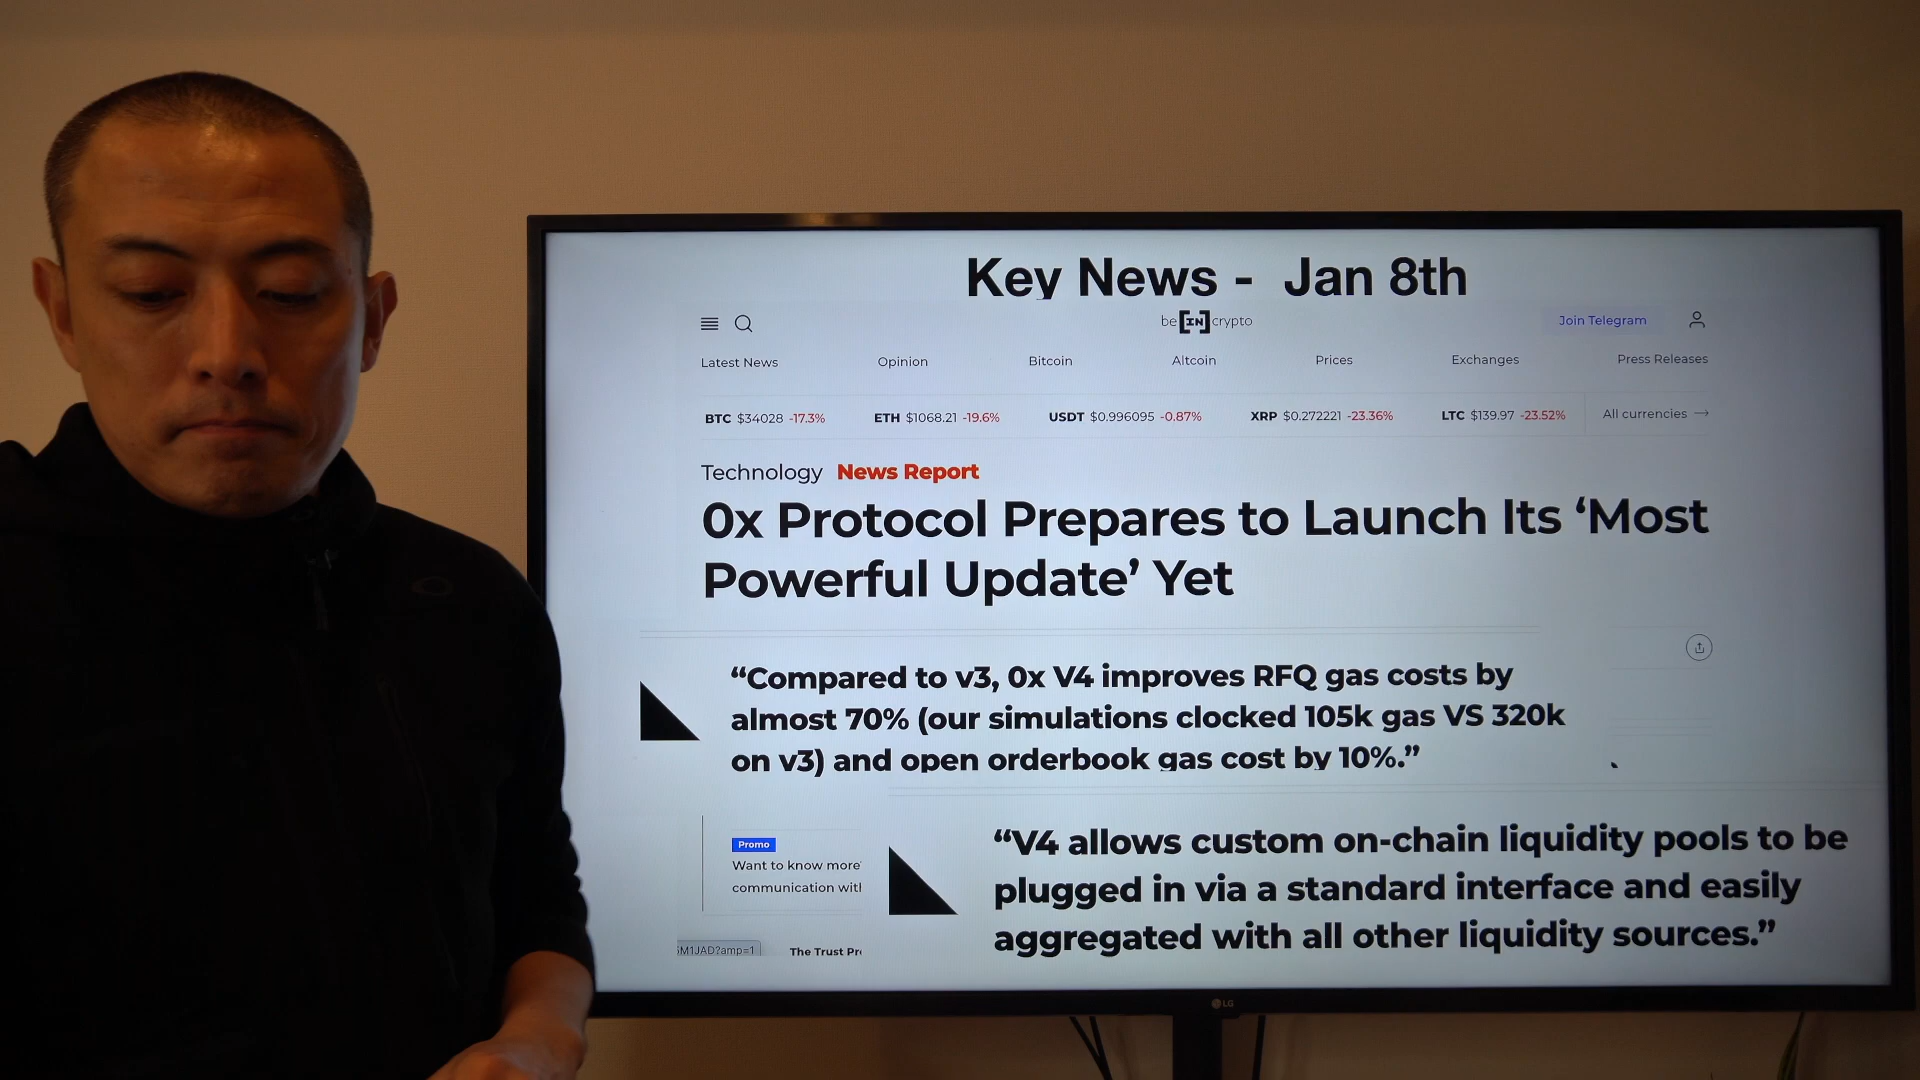 Key News - Jan 8th
be[IN]crypto
Join Telegram
Latest News Opinion Bitcoin Altcoin Prices Exchanges Press Releases
BTC $34028 -17.3% ETH $1068.21 -19.6% USDT $0.996095 -0.87% XRP $0.272221 -23.36% LTC $139.97 -23.52% All currencies →
Technology News Report
0x Protocol Prepares to Launch Its ‘Most
Powerful Update’ Yet
“Compared to v3, 0x V4 improves RFQ gas costs by
almost 70% (our simulations clocked 105k gas VS 320k
on v3) and open orderbook gas cost by 10%.”
Promo
Want to know more
communication with
“V4 allows custom on-chain liquidity pools to be
plugged in via a standard interface and easily
aggregated with all other liquidity sources.”
M1JAD?amp=1
The Trust Pr
LG